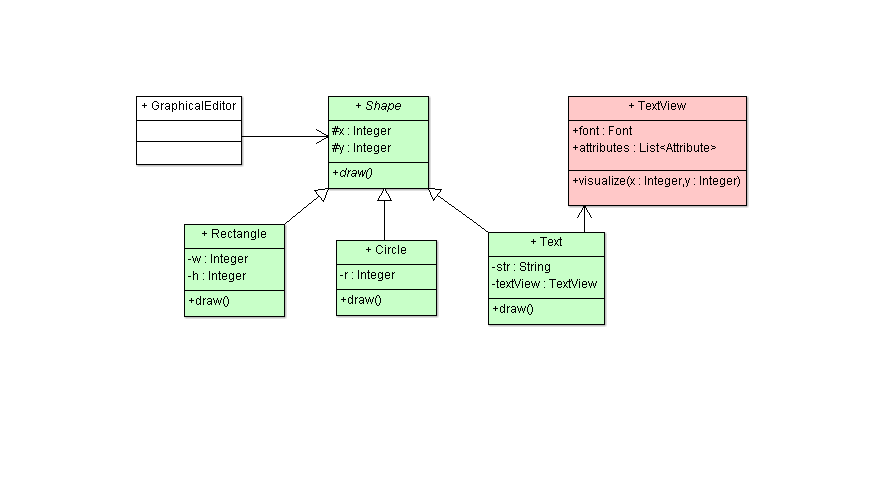 + GraphicalEditor
+ Shape
#x : Integer
#y : Integer
+draw()
+ TextView
+font : Font
+attributes : List<Attribute>
+visualize(x : Integer,y : Integer)
+ Rectangle
-w : Integer
-h : Integer
+draw()
+ Circle
-r : Integer
+draw()
+ Text
-str : String
-textView : TextView
+draw()